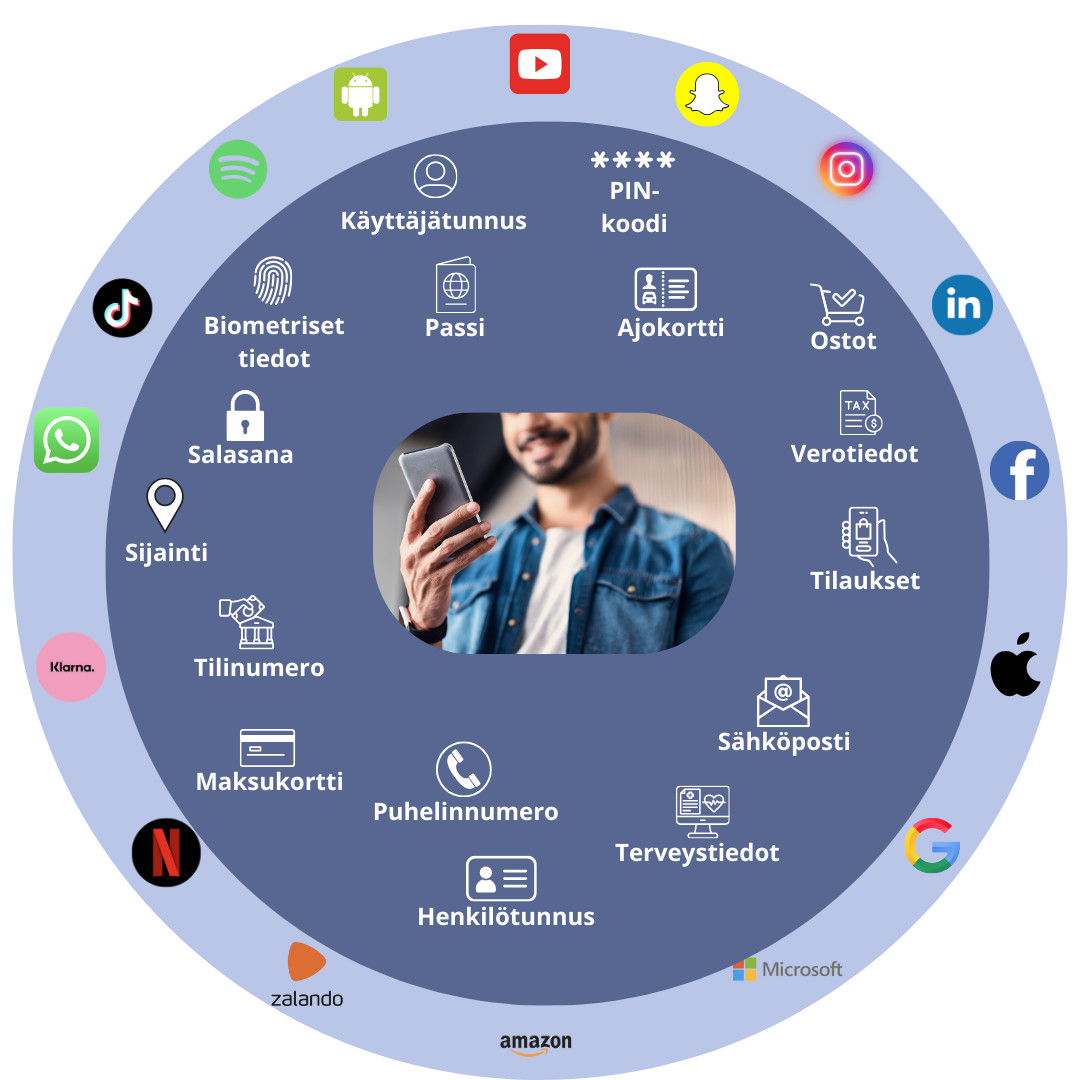 ****
PIN-
koodi
Käyttäjätunnus
Biometriset
tiedot
Passi
Ajokortti
Ostot
in
TAX
$
Salasana
Verotiedot
f
Sijainti
Tilaukset
Klarna.
Tilinumero
@
Sähköposti
Maksukortti
Puhelinnumero
N
G
Terveystiedot
Henkilötunnus
Microsoft
zalando
amazon